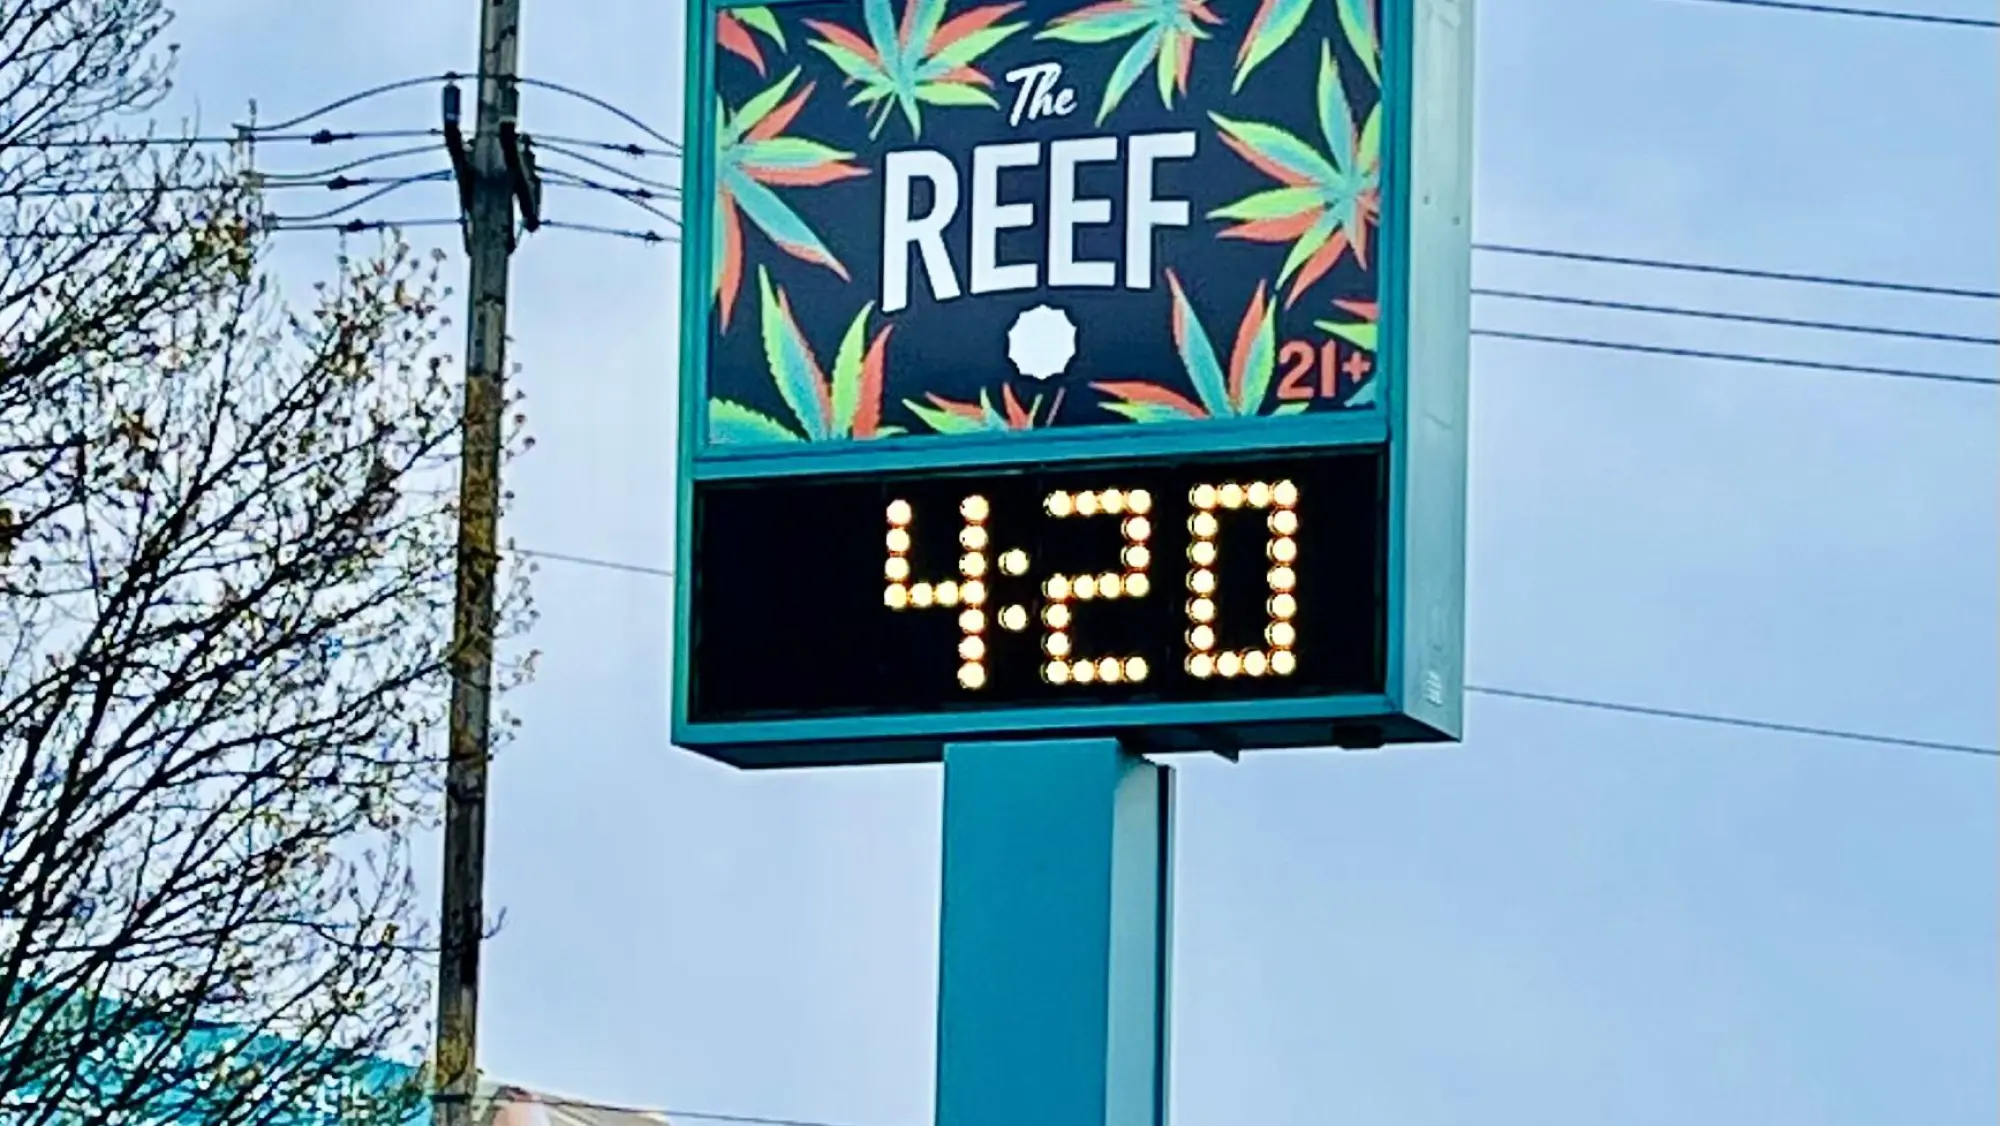 The
REEF
21+
4:20